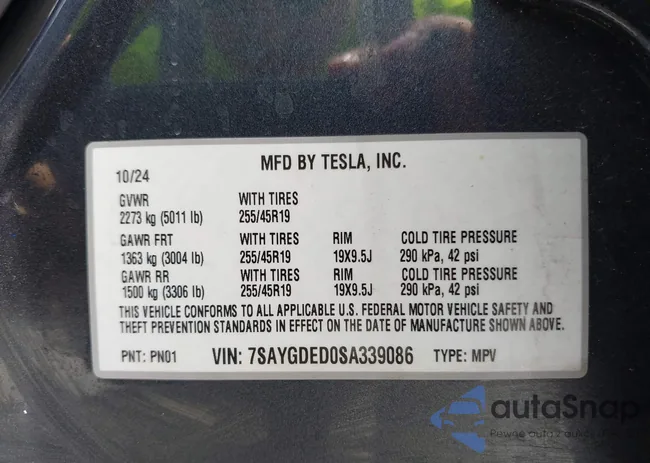 MFD BY TESLA, INC.
10/24
GVWR WITH TIRES
2273 kg (5011 lb) 255/45R19
GAWR FRT WITH TIRES RIM COLD TIRE PRESSURE
1363 kg (3004 lb) 255/45R19 19X9.5J 290 kPa, 42 psi
GAWR RR WITH TIRES RIM COLD TIRE PRESSURE
1500 kg (3306 lb) 255/45R19 19X9.5J 290 kPa, 42 psi
THIS VEHICLE CONFORMS TO ALL APPLICABLE U.S. FEDERAL MOTOR VEHICLE SAFETY AND
THEFT PREVENTION STANDARDS IN EFFECT ON THE DATE OF MANUFACTURE SHOWN ABOVE.
PNT: PN01 VIN: 7SAYGDED0SA339086 TYPE: MPV
autaSnap
Pewne auta z